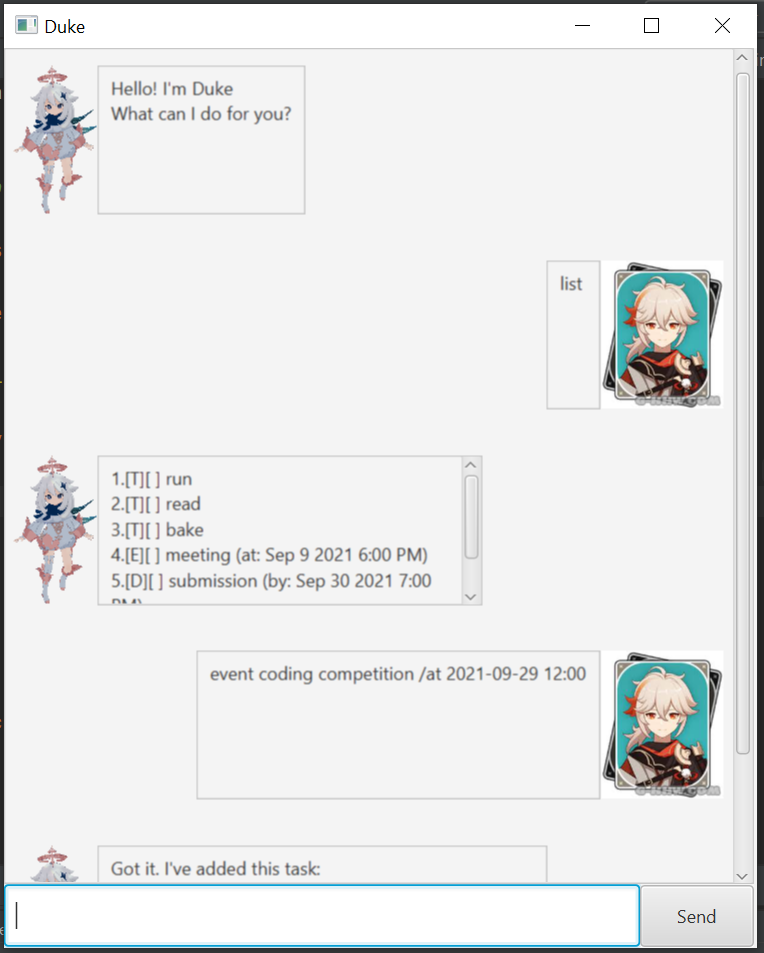 Duke
Hello! I'm Duke
What can I do for you?
list
1.[T][ ] run
2.[T][ ] read
3.[T][ ] bake
4.[E][ ] meeting (at: Sep 9 2021 6:00 PM)
5.[D][ ] submission (by: Sep 30 2021 7:00
PM)
event coding competition /at 2021-09-29 12:00
Got it. I've added this task:
Send